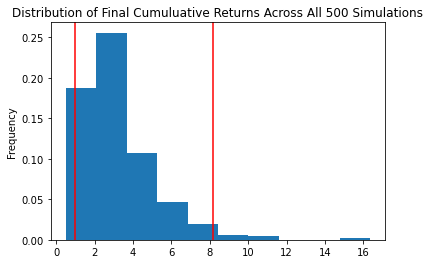 Distribution of Final Cumuluative Returns Across All 500 Simulations
0.25
0.20
0.15
0.10
0.05
0.00
Frequency
0 2 4 6 8 10 12 14 16